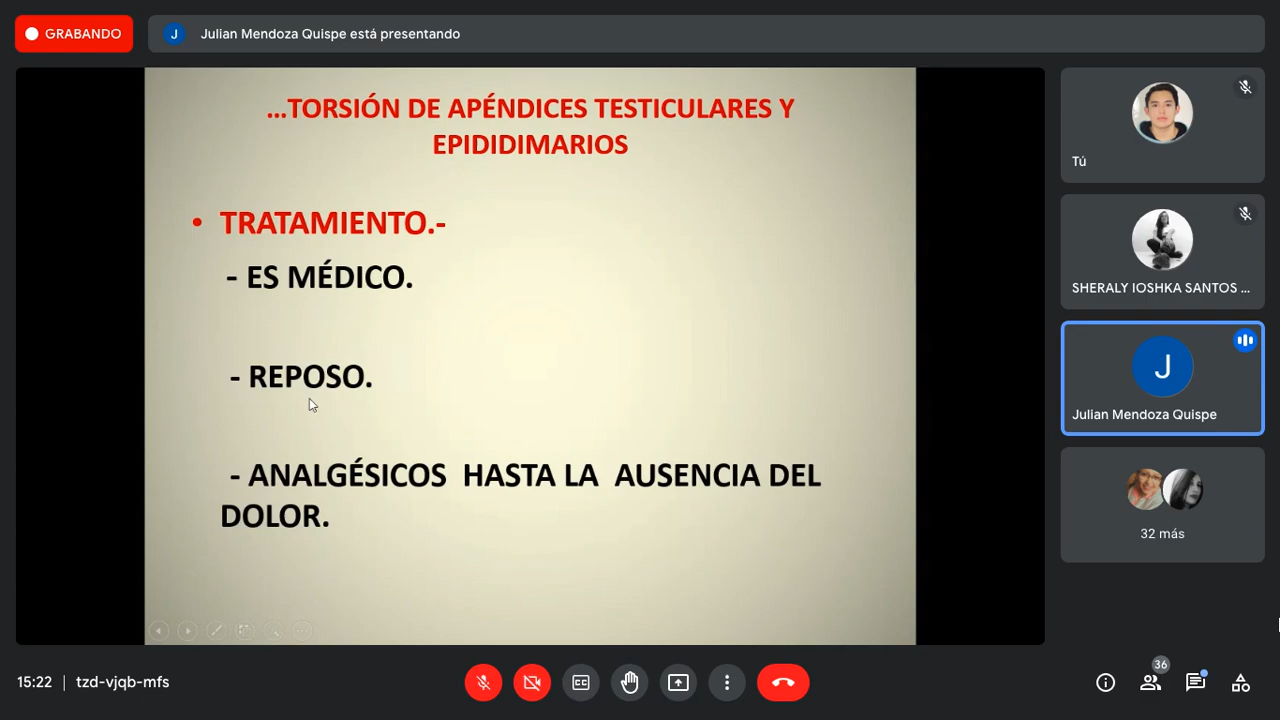 GRABANDO
J
Julian Mendoza Quispe está presentando
...TORSIÓN DE APÉNDICES TESTICULARES Y
EPIDIDIMARIOS
• TRATAMIENTO.-
- ES MÉDICO.
- REPOSO.
- ANALGÉSICOS HASTA LA AUSENCIA DEL
DOLOR.
Tú
SHERALY IOSHKA SANTOS ...
J
Julian Mendoza Quispe
32 más
15:22 | tzd-vjqb-mfs
CC
36